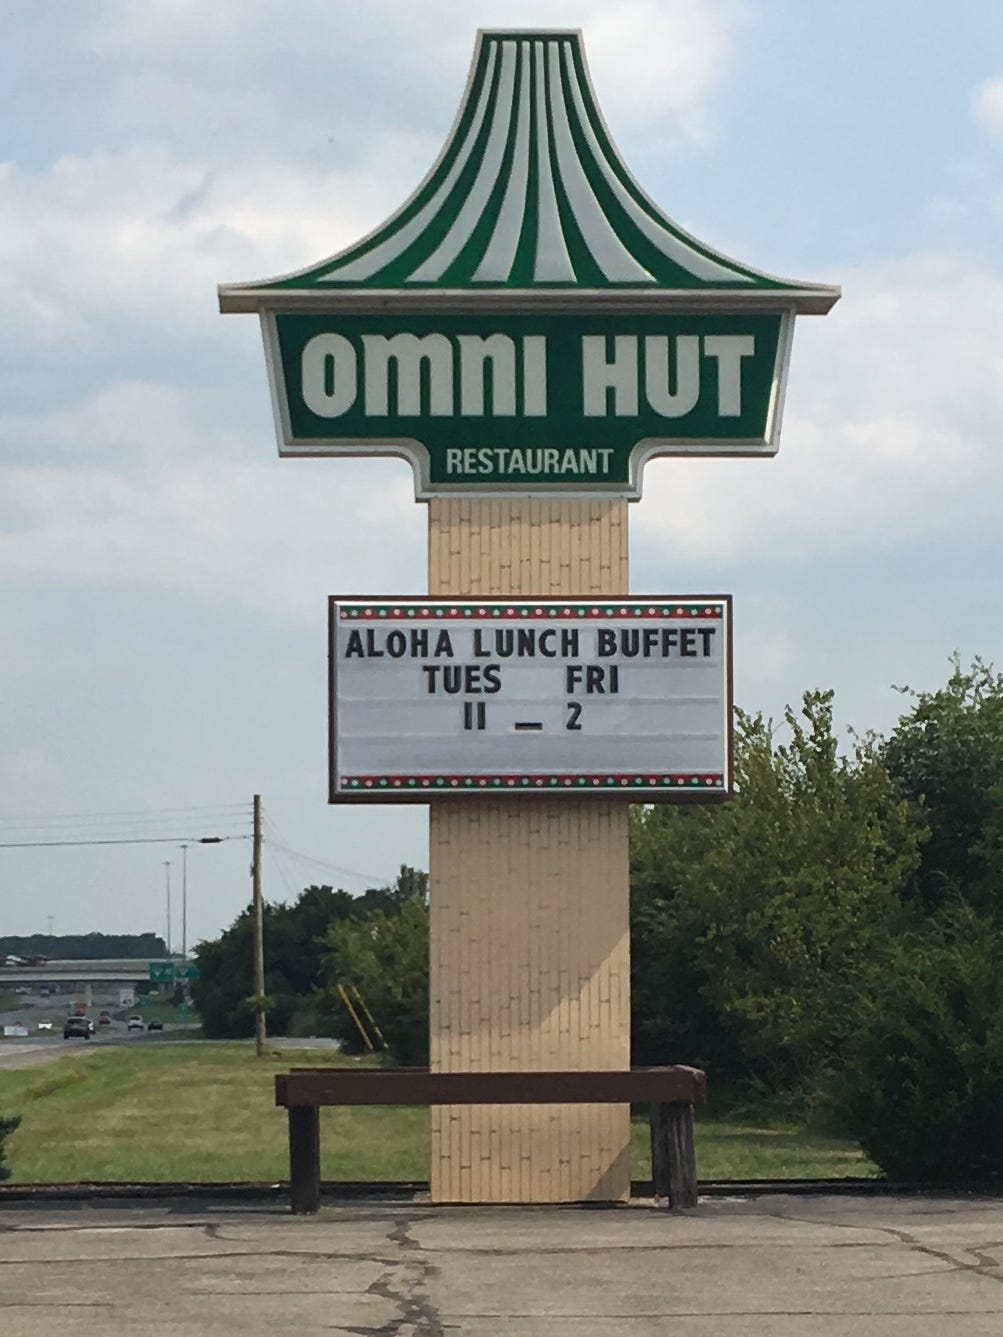 OMNI HUT
RESTAURANT
ALOHA LUNCH BUFFET
TUES FRI
11 _ 2